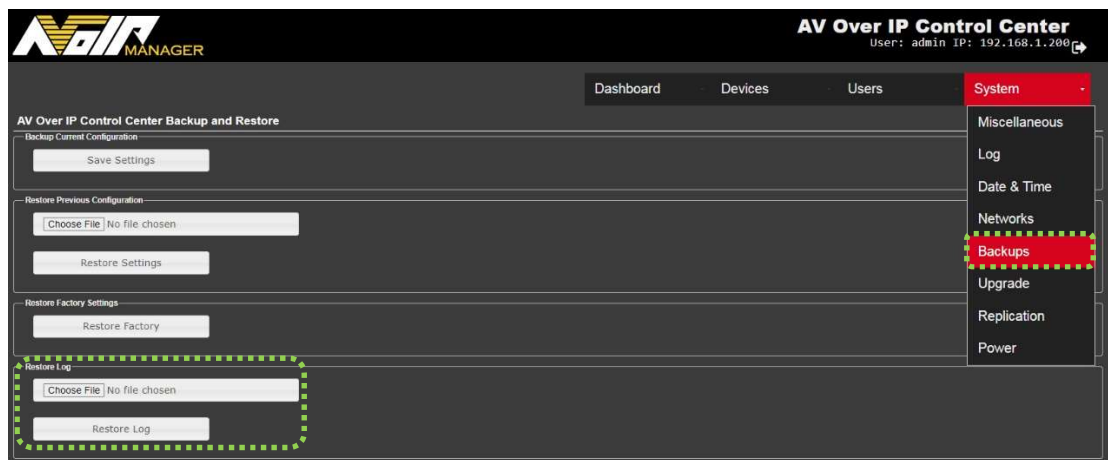 AVoIP MANAGER
AV Over IP Control Center
User: admin IP: 192.168.1.200
Dashboard - Devices - Users - System -
Miscellaneous
Log
Date & Time
Networks
Backups
Upgrade
Replication
Power
AV Over IP Control Center Backup and Restore
Backup Current Configuration
Save Settings
Restore Previous Configuration
Choose File No file chosen
Restore Settings
Restore Factory Settings
Restore Factory
Restore Log
Choose File No file chosen
Restore Log